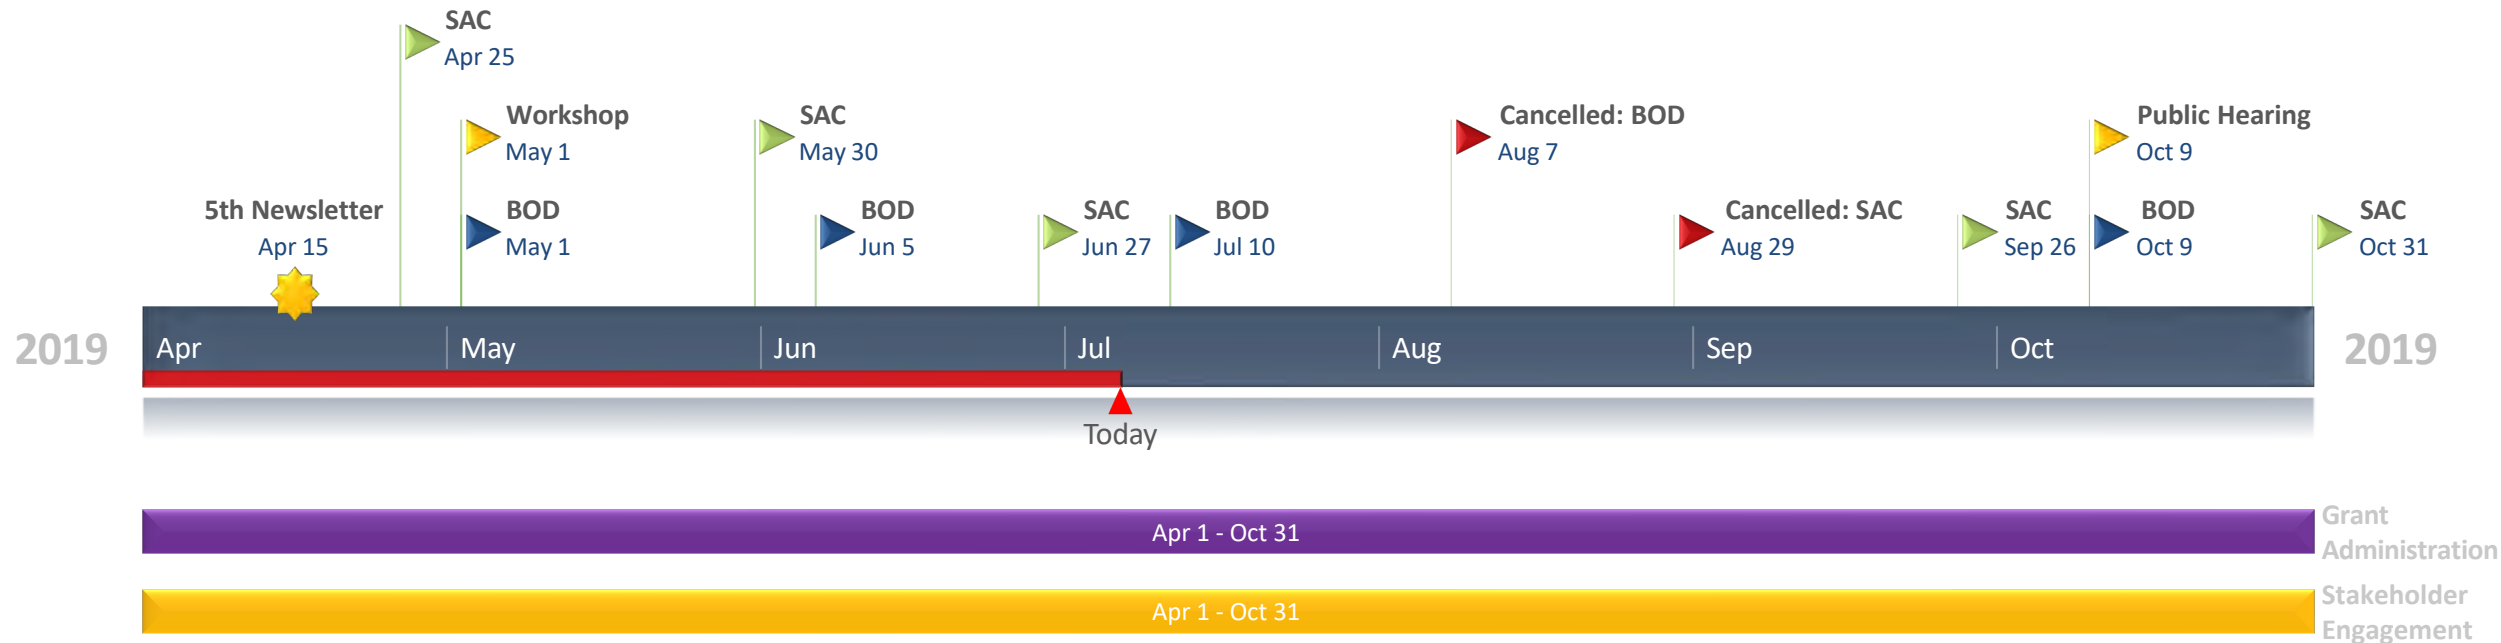 SAC
Apr 25
Workshop
May 1
SAC
May 30
Cancelled: BOD
Aug 7
Public Hearing
Oct 9
5th Newsletter
Apr 15
BOD
May 1
BOD
Jun 5
SAC
Jun 27
BOD
Jul 10
Cancelled: SAC
Aug 29
SAC
Sep 26
BOD
Oct 9
SAC
Oct 31
2019
Apr
May
Jun
Jul
Aug
Sep
Oct
2019
Today
Apr 1 - Oct 31
Grant
Administration
Apr 1 - Oct 31
Stakeholder
Engagement